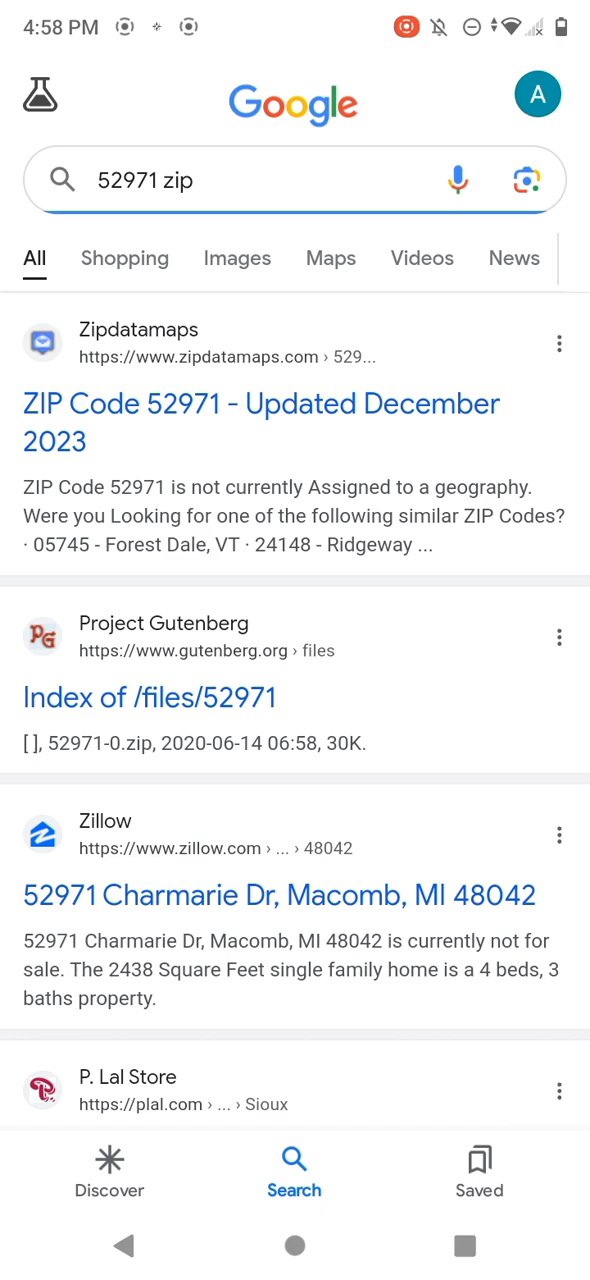 4:58 PM
Google
A
52971 zip
All Shopping Images Maps Videos News
Zipdatamaps
https://www.zipdatamaps.com › 529...
ZIP Code 52971 - Updated December
2023
ZIP Code 52971 is not currently Assigned to a geography.
Were you Looking for one of the following similar ZIP Codes?
· 05745 - Forest Dale, VT · 24148 - Ridgeway ...
PG
Project Gutenberg
https://www.gutenberg.org › files
Index of /files/52971
[ ], 52971-0.zip, 2020-06-14 06:58, 30K.
Zillow
https://www.zillow.com › ... › 48042
52971 Charmarie Dr, Macomb, MI 48042
52971 Charmarie Dr, Macomb, MI 48042 is currently not for
sale. The 2438 Square Feet single family home is a 4 beds, 3
baths property.
P. Lal Store
https://plal.com › ... › Sioux
Discover Search Saved